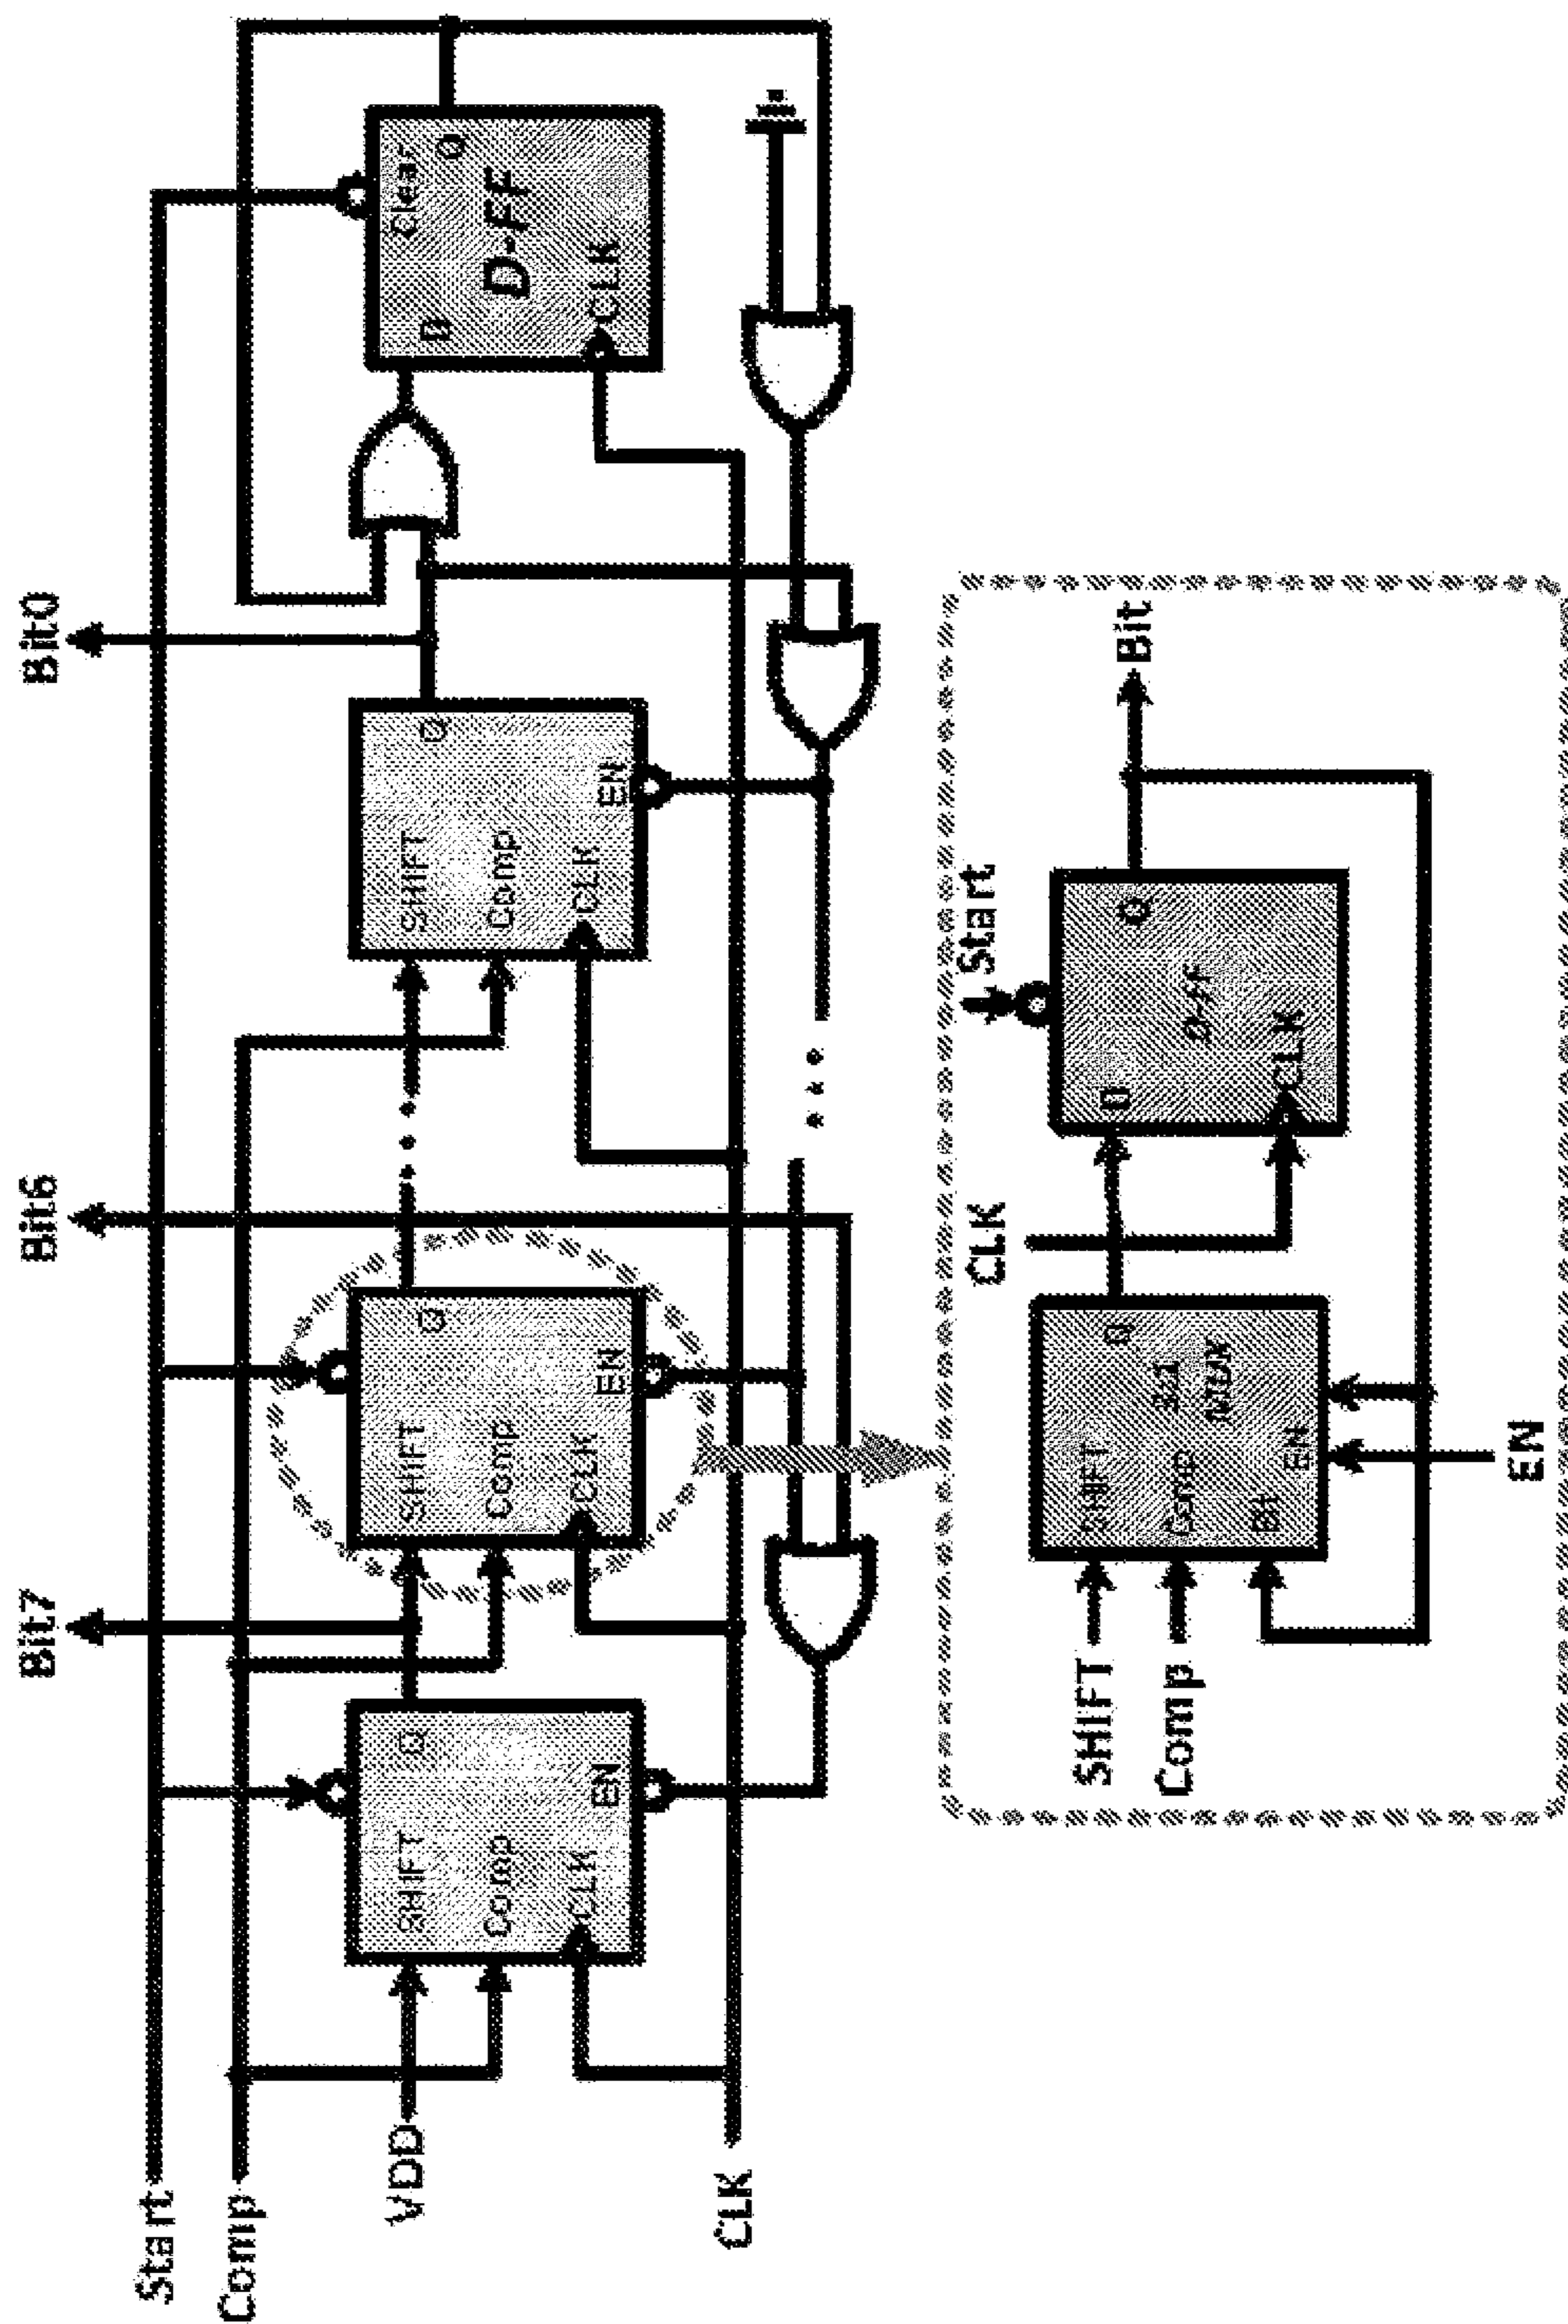 Bit7
Bit6
Bit0
Start
Comp
VDD
CLK
SHIFT
Comp
CLK
Q
EN
SHIFT
Comp
CLK
Q
EN
SHIFT
Comp
CLK
Q
EN
Clear
D
Q
D-FF
CLK
SHIFT
Comp
SHIFT
Comp
Bit
EN
Q
3:1
MUX
EN
CLK
Start
D
Q
D-ff
CLK
Bit